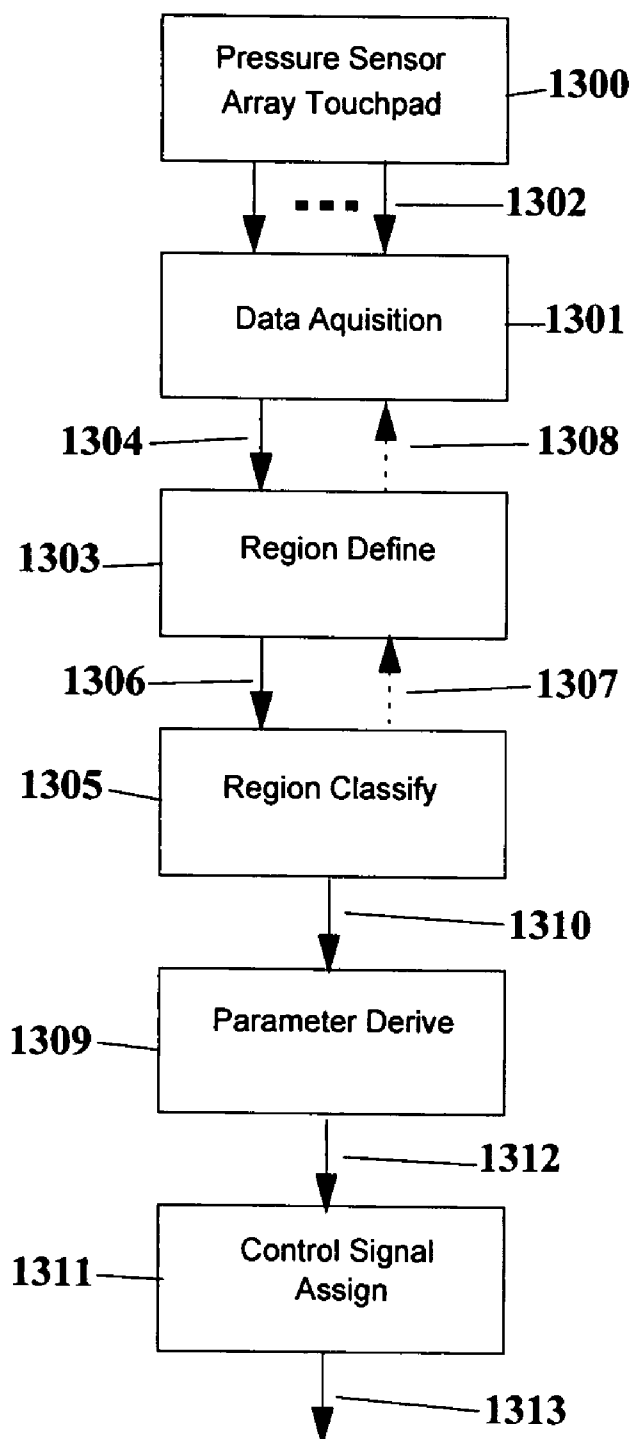 Pressure Sensor
Array Touchpad
1300
1302
Data Aquisition
1301
1304
1308
Region Define
1303
1306
1307
Region Classify
1305
1310
Parameter Derive
1309
1312
Control Signal
Assign
1311
1313